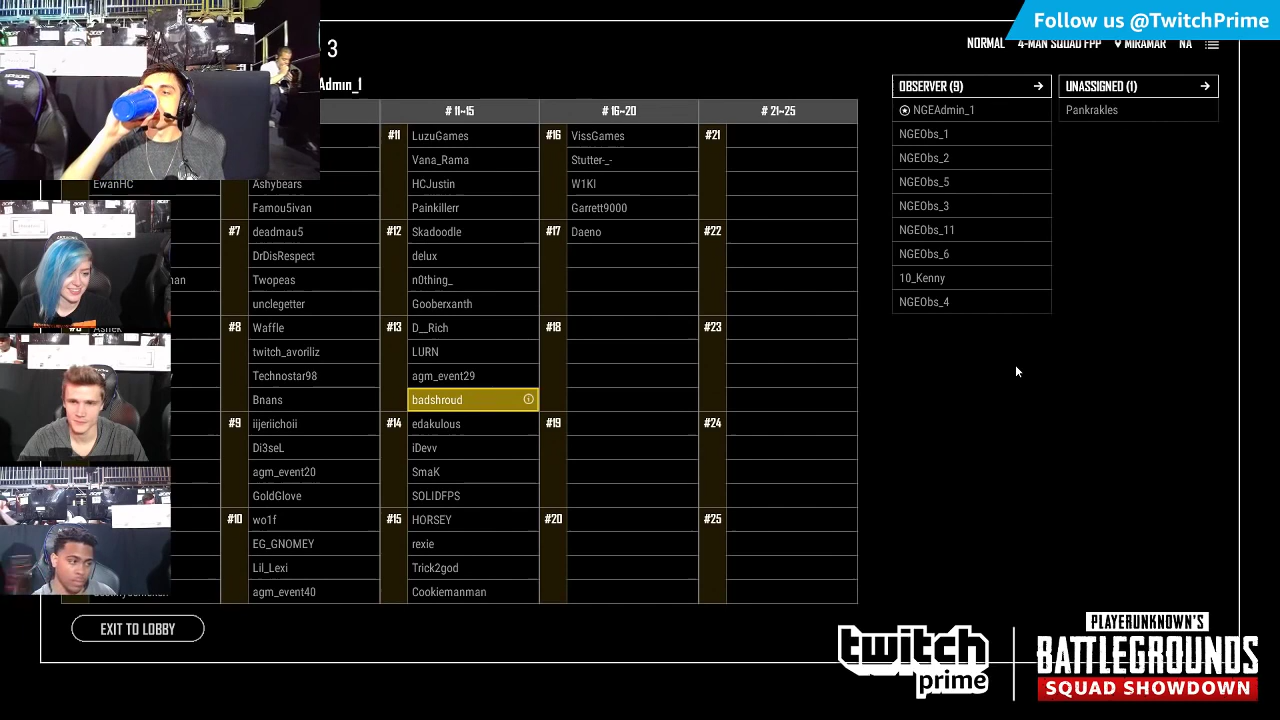 Follow us @TwitchPrime
3
NORMAL 4-MAN SQUAD FPP MIRAMAR NA
Admin_1
# 11~15 # 16~20 # 21~25
OBSERVER (9)
NGEAdmin_1
NGEObs_1
NGEObs_2
NGEObs_5
NGEObs_3
NGEObs_11
NGEObs_6
10_Kenny
NGEObs_4
UNASSIGNED (1)
Pankrakles
EwanHC
Ashybears
Famou5ivan
#7
deadmau5
DrDisRespect
Twopeas
unclegetter
#8
Waffle
twitch_avoriliz
Technostar98
Bnans
#9
iijeriichoii
Di3seL
agm_event20
GoldGlove
#10
wo1f
EG_GNOMEY
Lil_Lexi
agm_event40
#11
LuzuGames
Vana_Rama
HCJustin
Painkillerr
#12
Skadoodle
delux
n0thing_
Gooberxanth
#13
D__Rich
LURN
agm_event29
badshroud
#14
edakulous
iDevv
SmaK
SOLIDFPS
#15
HORSEY
rexie
Trick2god
Cookiemanman
#16
VissGames
Stutter-_-
W1KI
Garrett9000
#17
Daeno
#18
#19
#20
#21
#22
#23
#24
#25
EXIT TO LOBBY
twitch prime
PLAYERUNKNOWN'S
BATTLEGROUNDS
SQUAD SHOWDOWN